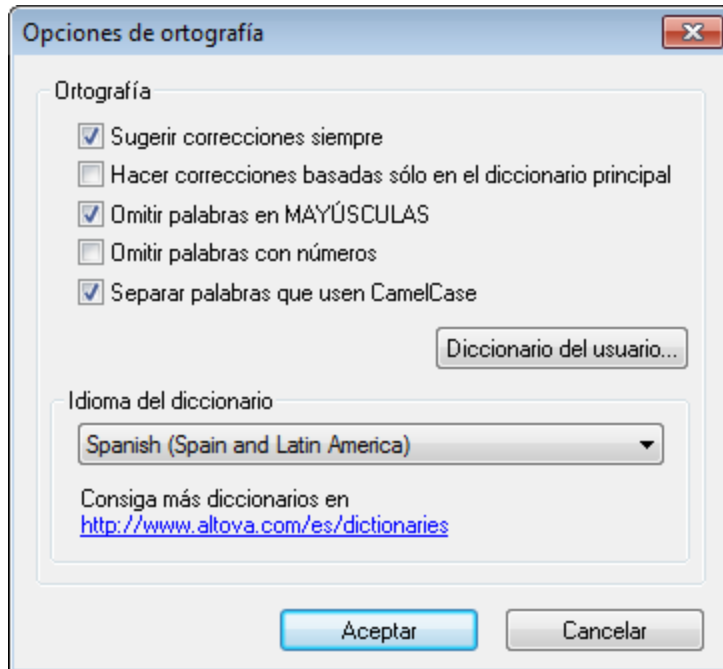 Opciones de ortografía
Ortografía
Sugerir correcciones siempre
Hacer correcciones basadas sólo en el diccionario principal
Omitir palabras en MAYÚSCULAS
Omitir palabras con números
Separar palabras que usen CamelCase
Diccionario del usuario...
Idioma del diccionario
Spanish (Spain and Latin America)
Consiga más diccionarios en
http://www.altova.com/es/dictionaries
Aceptar
Cancelar